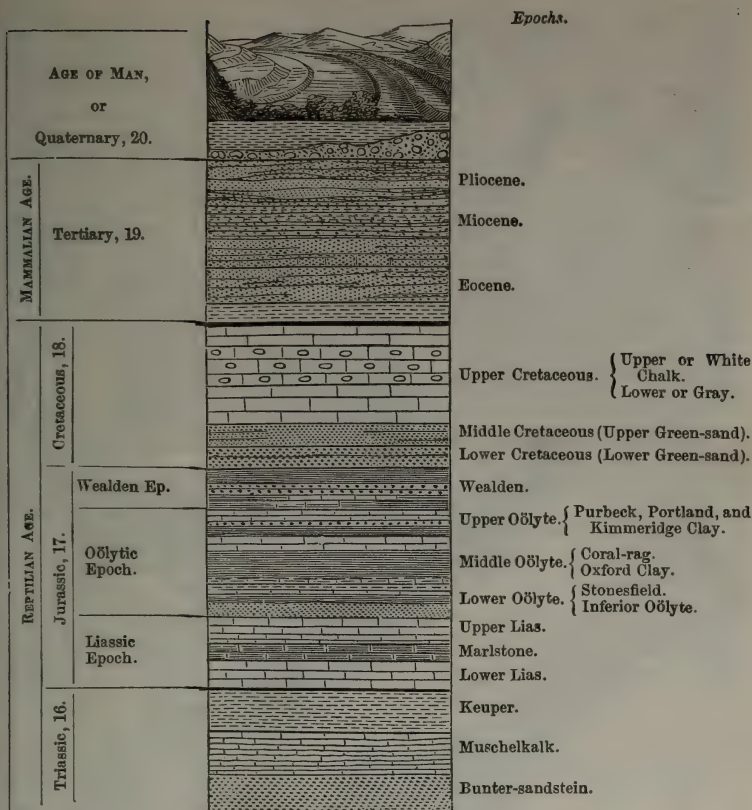 Epochs.
AGE OF MAN,
or
Quaternary, 20.
MAMMALIAN AGE.
Tertiary, 19.
Pliocene.
Miocene.
Eocene.
REPTILIAN AGE.
Cretaceous, 18.
Upper Cretaceous. { Upper or White
Chalk.
Lower or Gray.
Middle Cretaceous (Upper Green-sand).
Lower Cretaceous (Lower Green-sand).
Jurassic, 17.
Wealden Ep.
Wealden.
Oölytic
Epoch.
Upper Oölyte. { Purbeck, Portland, and
Kimmeridge Clay.
Middle Oölyte. { Coral-rag.
Oxford Clay.
Lower Oölyte. { Stonesfield.
Inferior Oölyte.
Liassic
Epoch.
Upper Lias.
Marlstone.
Lower Lias.
Triassic, 16.
Keuper.
Muschelkalk.
Bunter-sandstein.